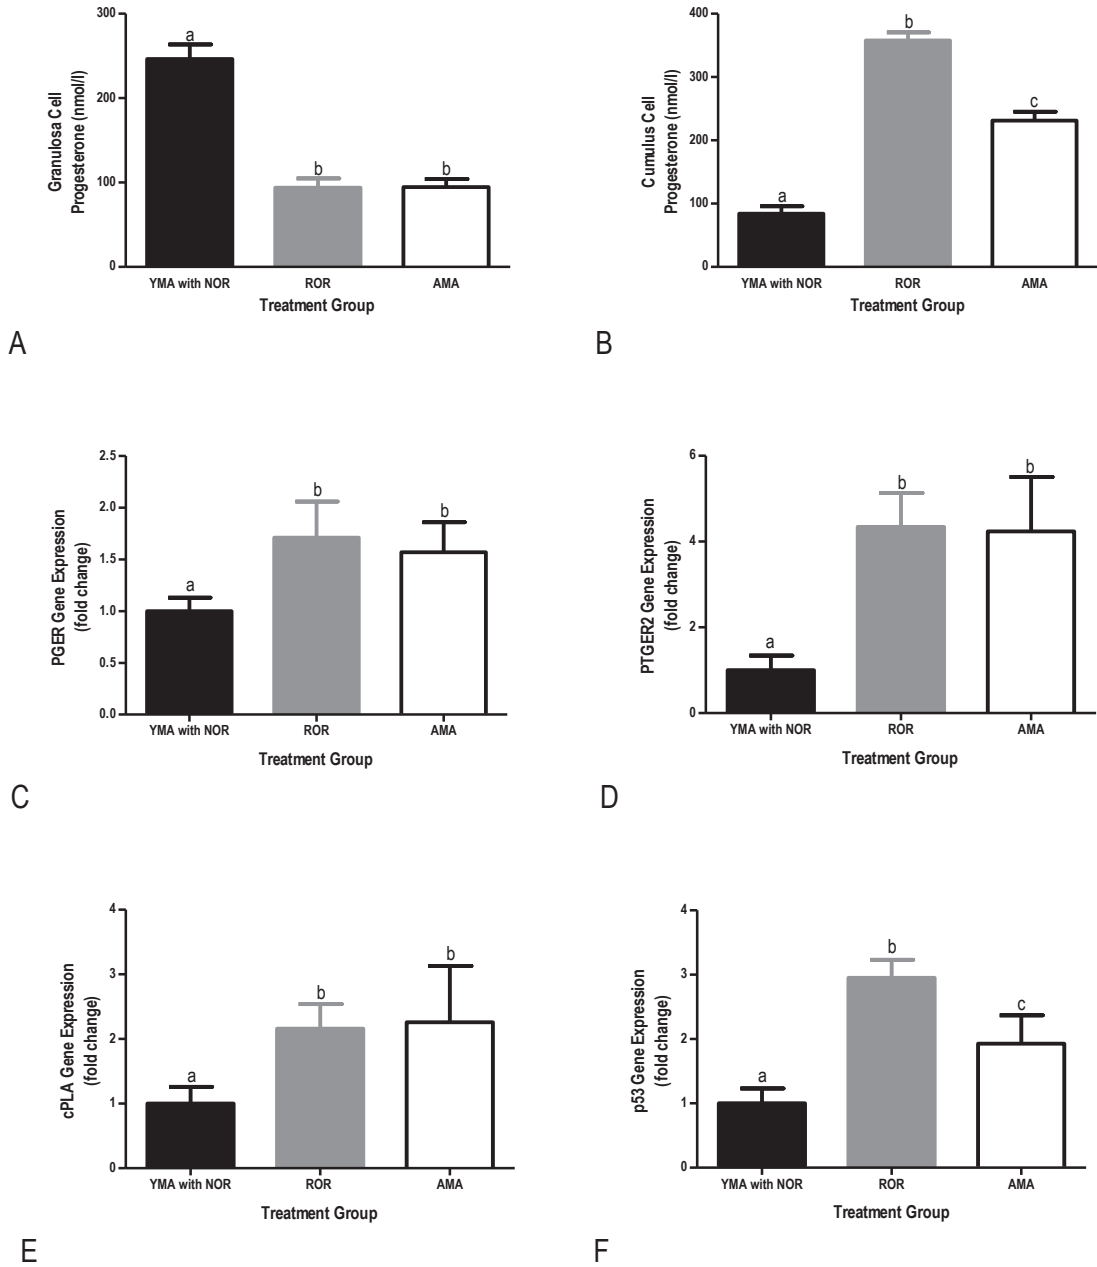 Granulosa Cell
Progesterone (nmol/l)
300
200
100
0
a
b
b
YMA with NOR
ROR
AMA
Treatment Group
A
Cumulus Cell
Progesterone (nmol/l)
400
300
200
100
0
a
b
c
YMA with NOR
ROR
AMA
Treatment Group
B
PGER Gene Expression
(fold change)
2.5
2.0
1.5
1.0
0.5
0.0
a
b
b
YMA with NOR
ROR
AMA
Treatment Group
C
PTGER2 Gene Expression
(fold change)
6
4
2
0
a
b
b
YMA with NOR
ROR
AMA
Treatment Group
D
cPLA Gene Expression
(fold change)
4
3
2
1
0
a
b
b
YMA with NOR
ROR
AMA
Treatment Group
E
p53 Gene Expression
(fold change)
4
3
2
1
0
a
b
c
YMA with NOR
ROR
AMA
Treatment Group
F